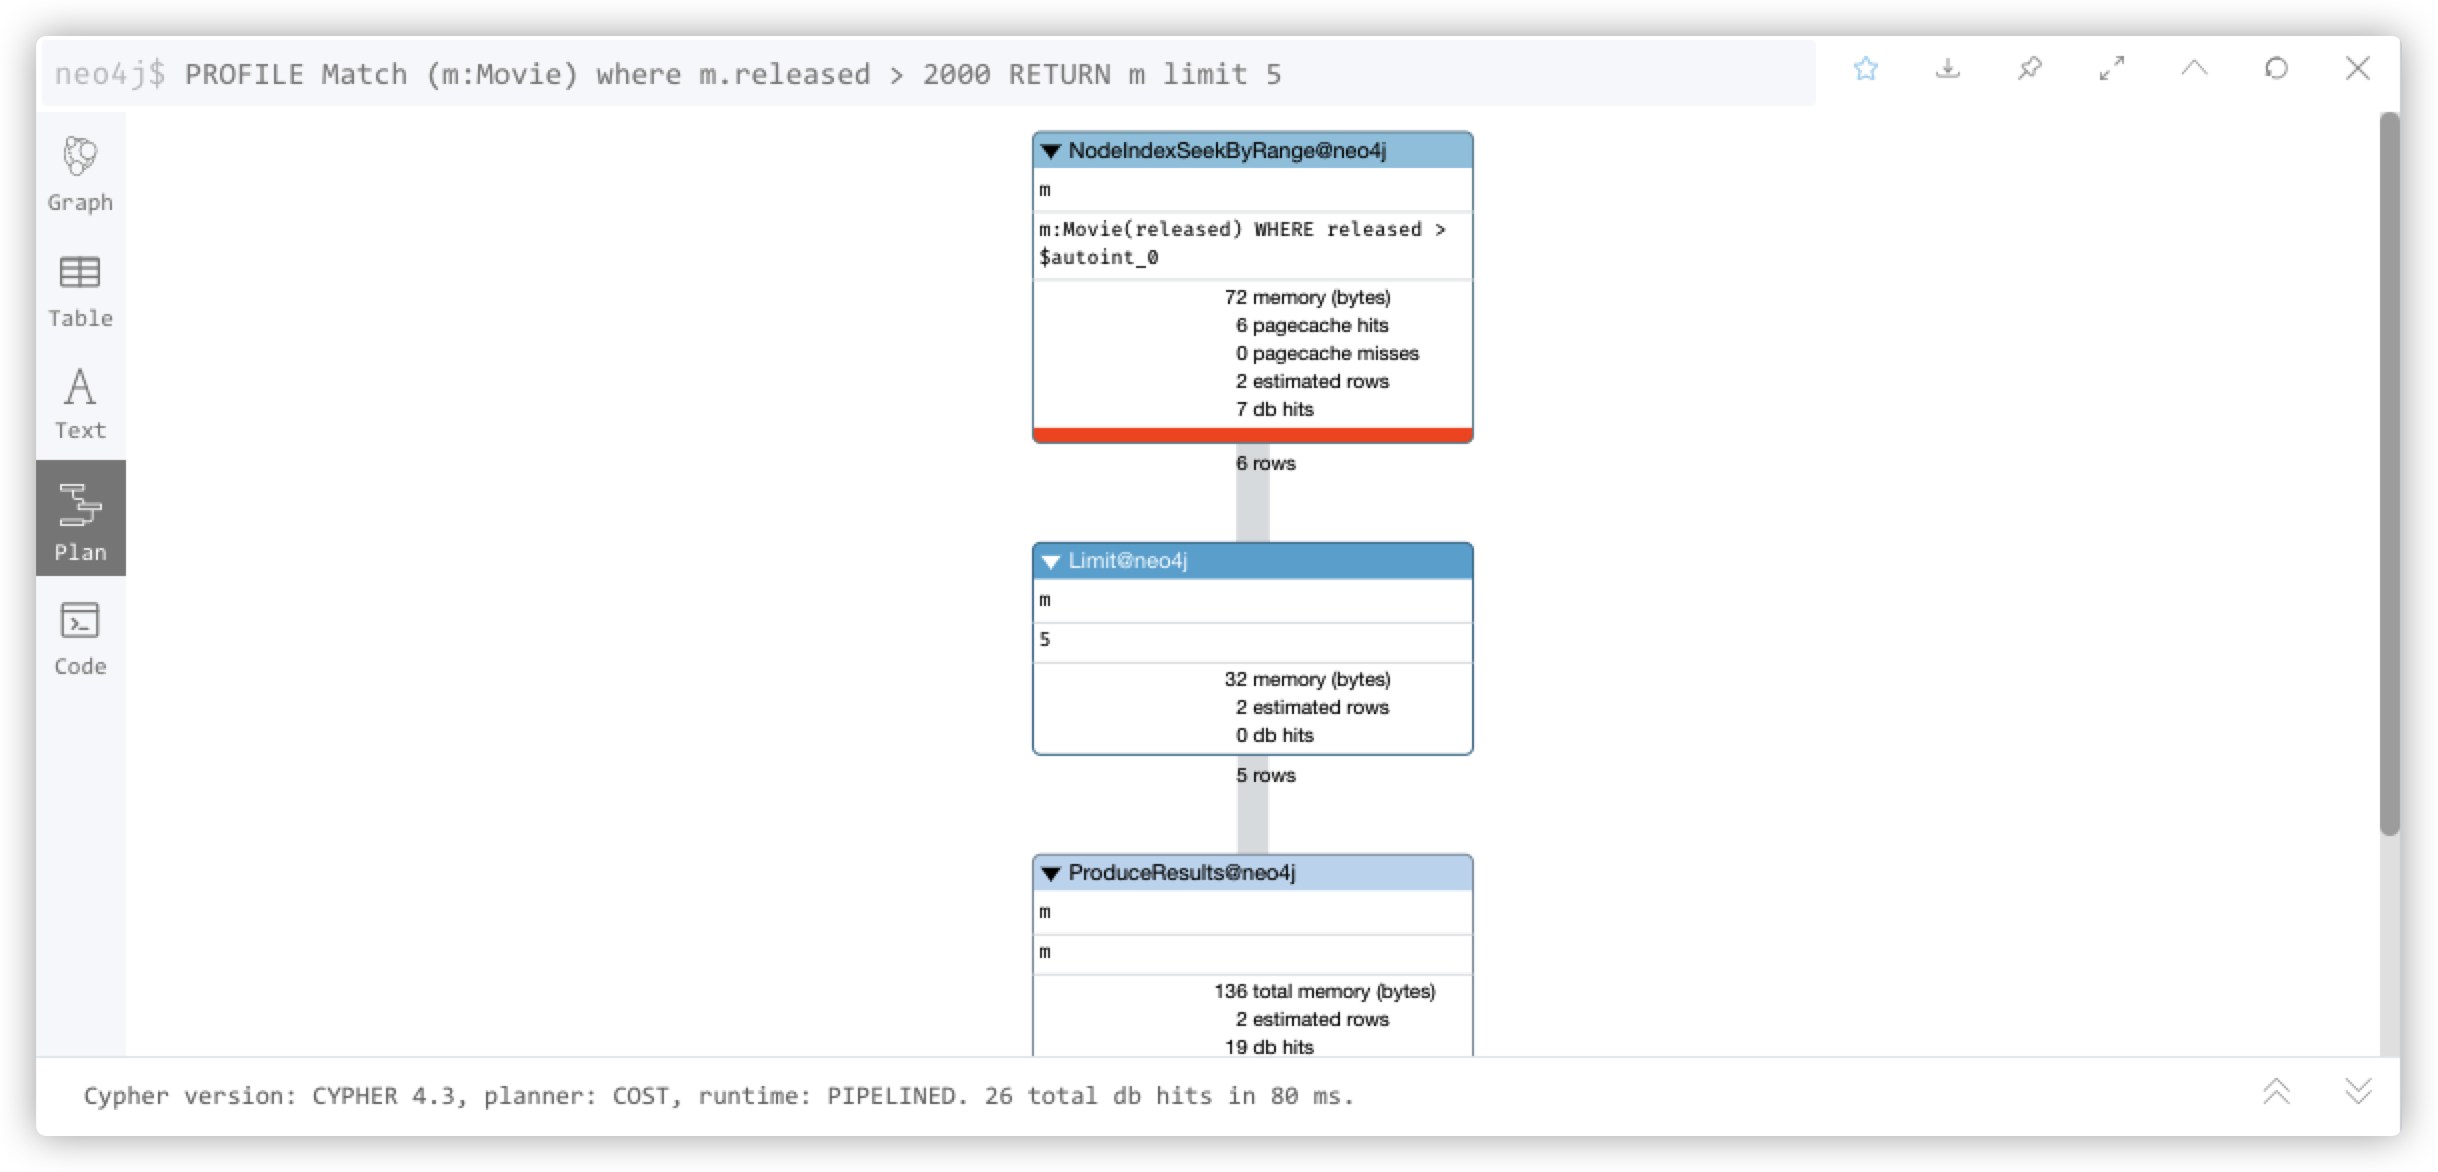 neo4j$ PROFILE Match (m:Movie) where m.released > 2000 RETURN m limit 5
Graph
Table
A
Text
Plan
>_
Code
NodeIndexSeekByRange@neo4j
m
m:Movie(released) WHERE released >
$autoint_0
72 memory (bytes)
6 pagecache hits
0 pagecache misses
2 estimated rows
7 db hits
6 rows
Limit@neo4j
m
5
32 memory (bytes)
2 estimated rows
0 db hits
5 rows
ProduceResults@neo4j
m
m
136 total memory (bytes)
2 estimated rows
19 db hits
Cypher version: CYPHER 4.3, planner: COST, runtime: PIPELINED. 26 total db hits in 80 ms.